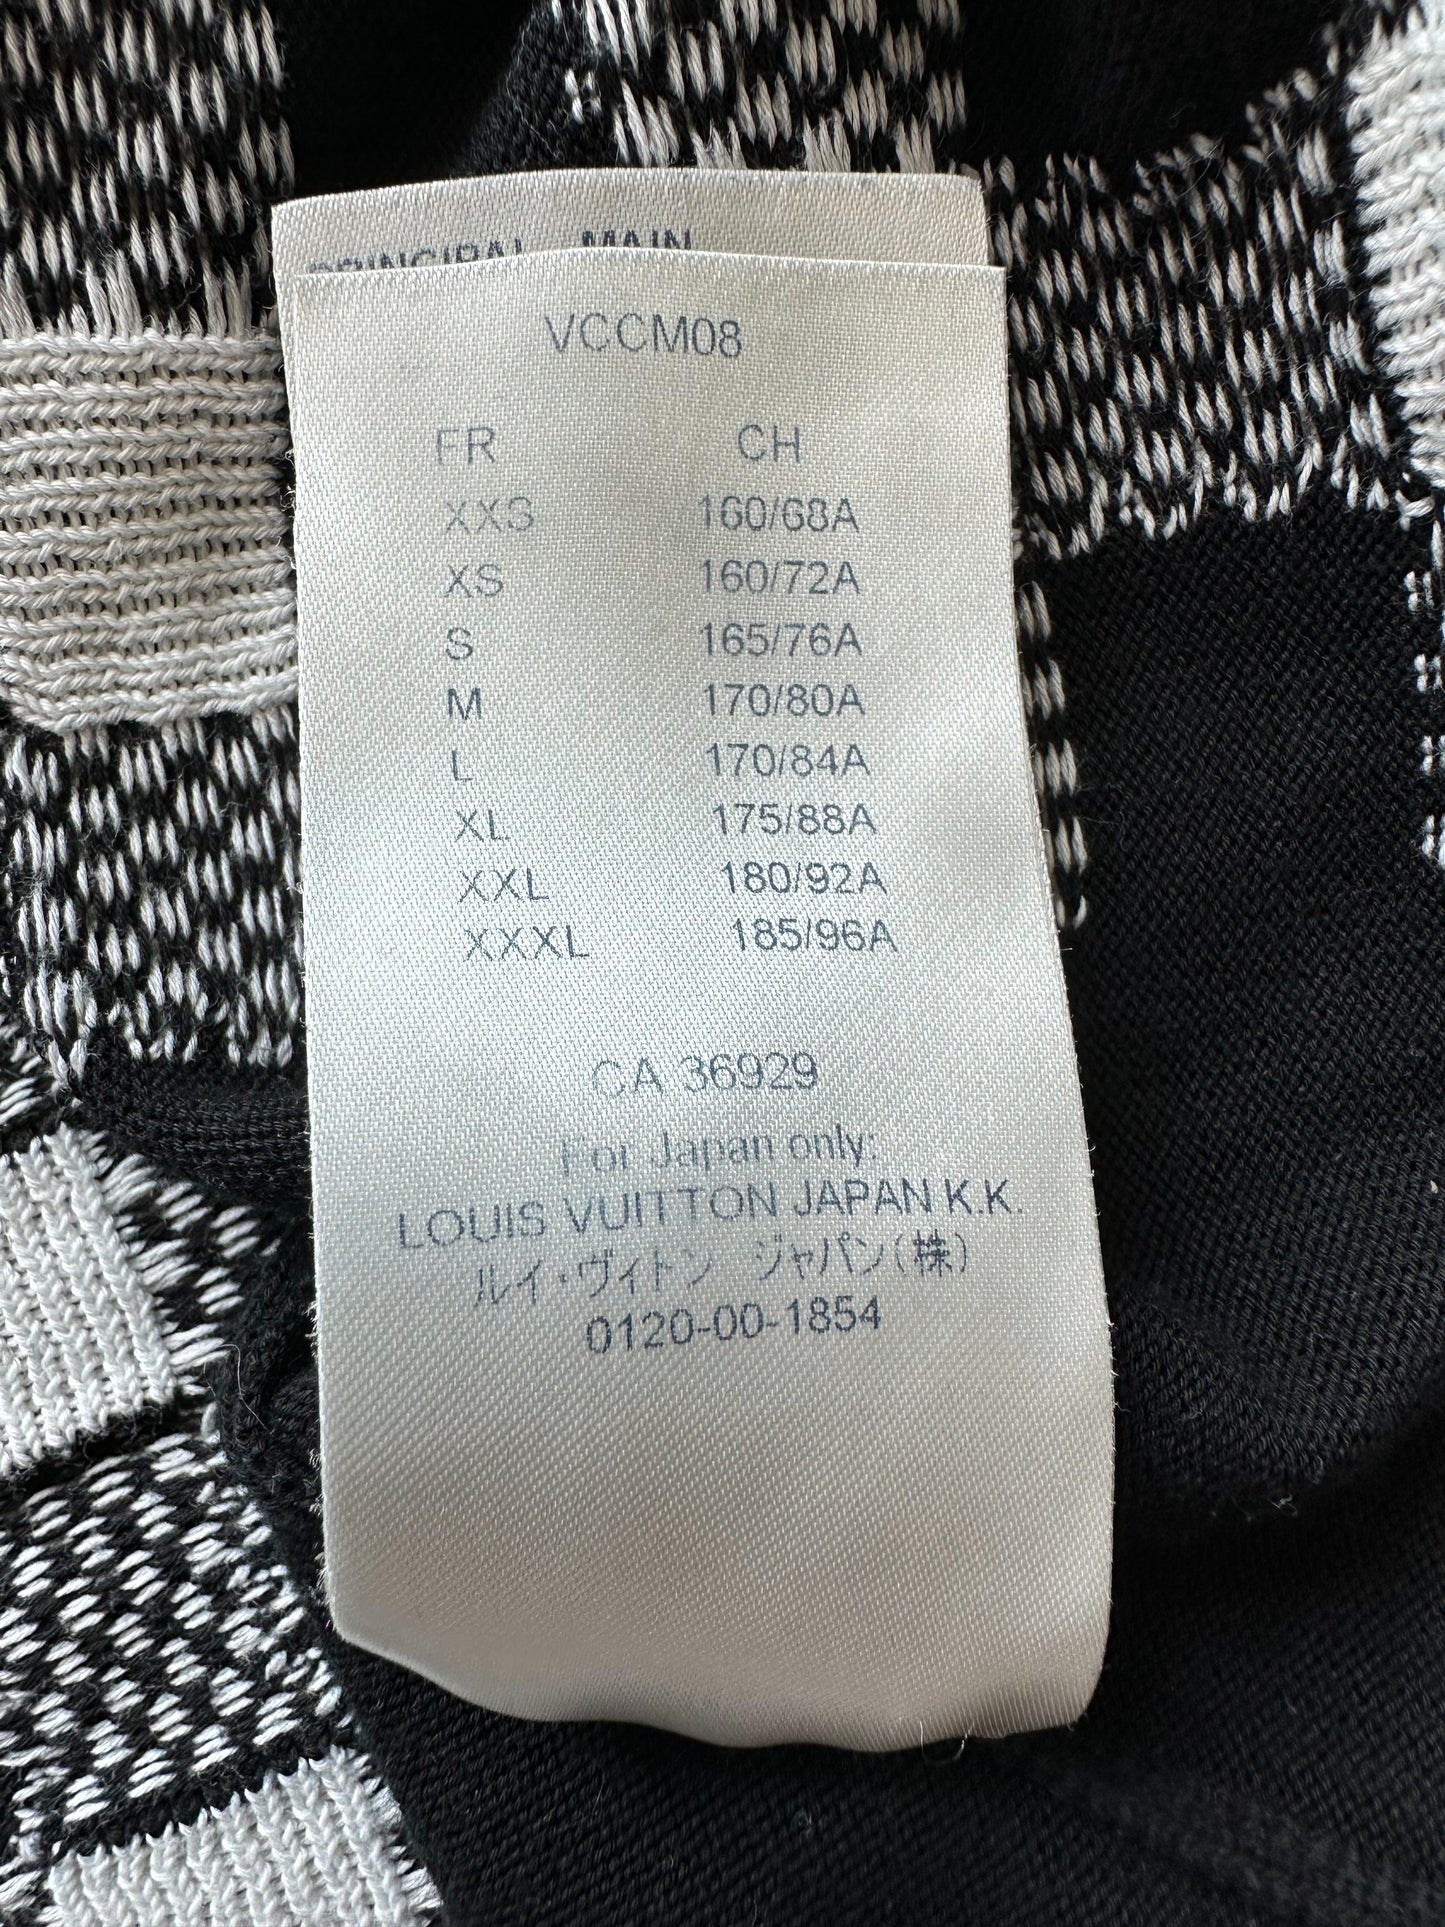 PRINCIPAL MAIN
VCCM08
FR CH
XXS 160/68A
XS 160/72A
S 165/76A
M 170/80A
L 170/84A
XL 175/88A
XXL 180/92A
XXXL 185/96A
CA 36929
For Japan only:
LOUIS VUITTON JAPAN K.K.
ルイ・ヴィトン ジャパン(株)
0120-00-1854